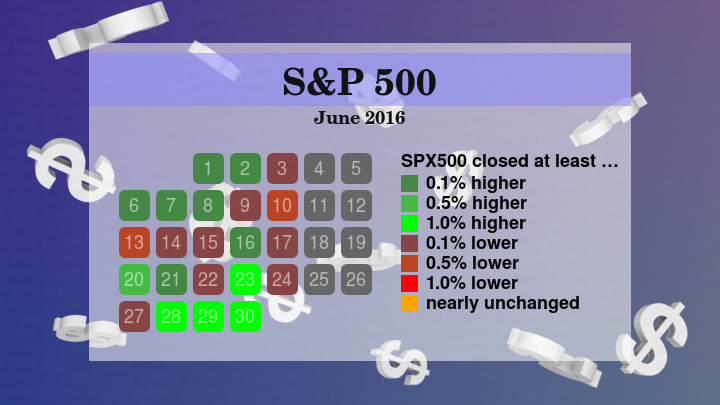 S&P 500
June 2016
1 2 3 4 5
6 7 8 9 10 11 12
13 14 15 16 17 18 19
20 21 22 23 24 25 26
27 28 29 30
SPX500 closed at least ...
0.1% higher
0.5% higher
1.0% higher
0.1% lower
0.5% lower
1.0% lower
nearly unchanged